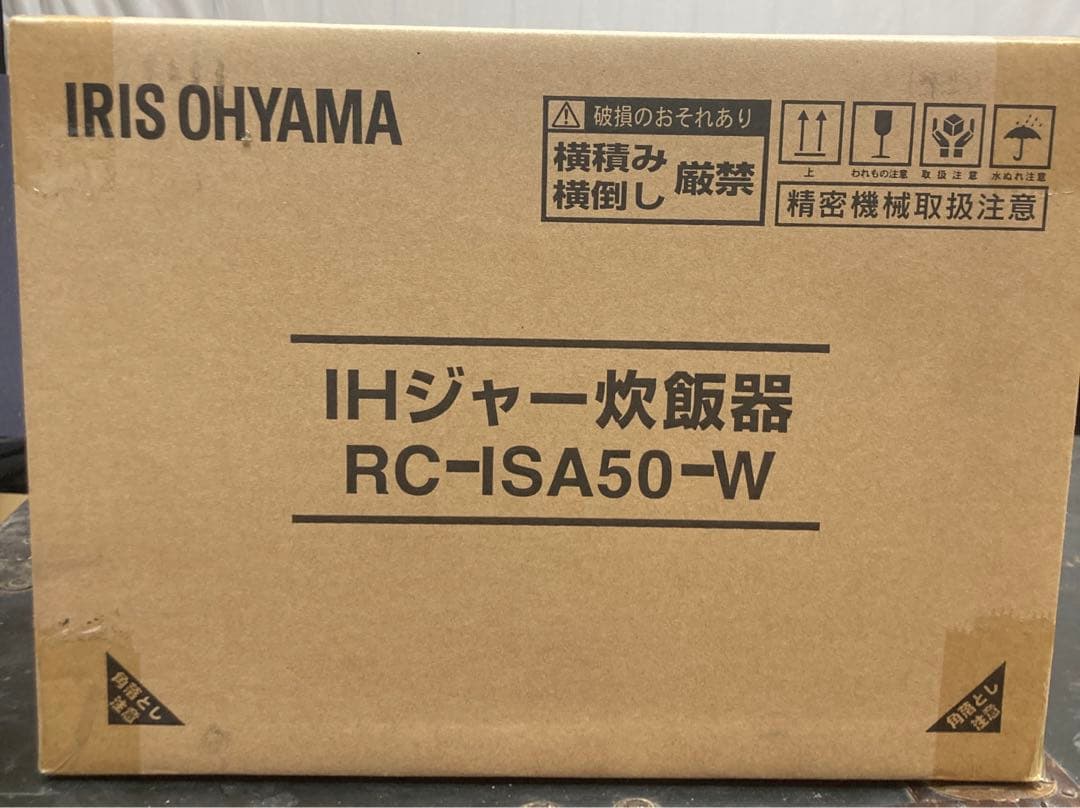 IRIS OHYAMA
破損のおそれあり
横積み
横倒し
厳禁
上
われもの注意
取扱注意
水ぬれ注意
精密機械取扱注意
IHジャー炊飯器
RC-ISA50-W
角落とし
注意
角落とし
注意